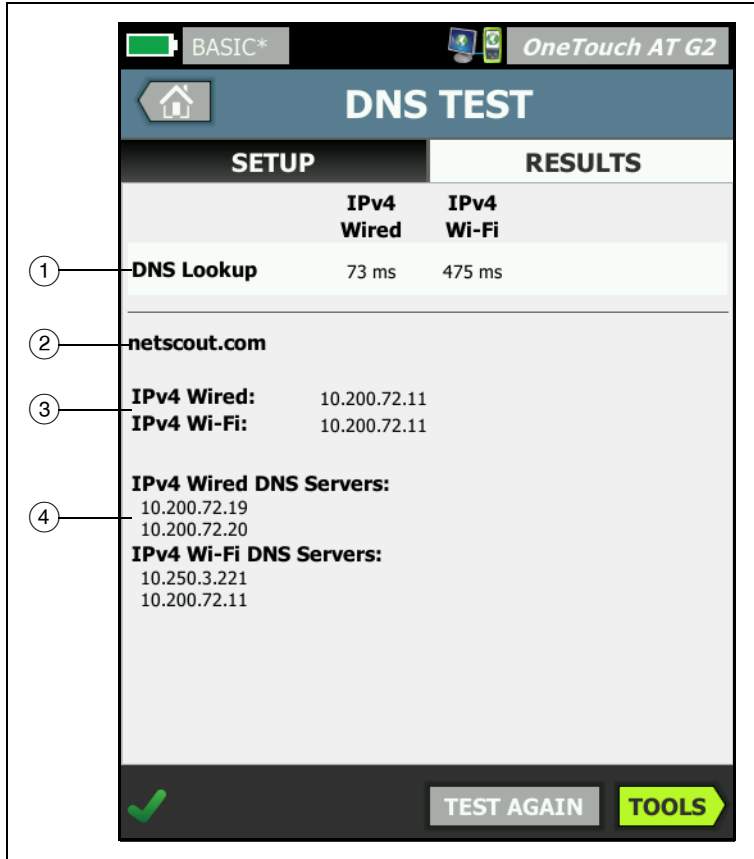 BASIC* OneTouch AT G2
DNS TEST
SETUP RESULTS
IPv4 IPv4
Wired Wi-Fi
1 DNS Lookup 73 ms 475 ms
2 netscout.com
3
IPv4 Wired: 10.200.72.11
IPv4 Wi-Fi: 10.200.72.11
IPv4 Wired DNS Servers:
4
10.200.72.19
10.200.72.20
IPv4 Wi-Fi DNS Servers:
10.250.3.221
10.200.72.11
TEST AGAIN TOOLS